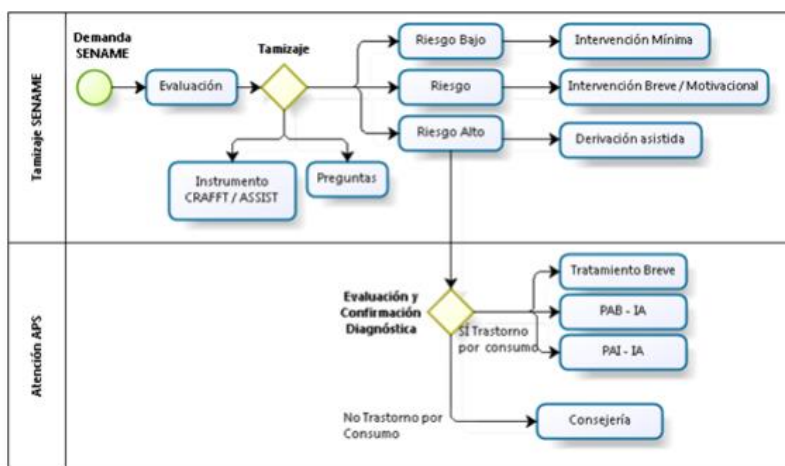 Tamizaje SENAME
Demanda
SENAME
Evaluación
Tamizaje
Riesgo Bajo
Intervención Mínima
Riesgo
Intervención Breve / Motivacional
Riesgo Alto
Derivación asistida
Instrumento
CRAFFT / ASSIST
Preguntas
Atención APS
Evaluación y
Confirmación
Diagnóstica
SÍ Trastorno
por consumo
Tratamiento Breve
PAB - IA
PAI - IA
No Trastorno por
Consumo
Consejería